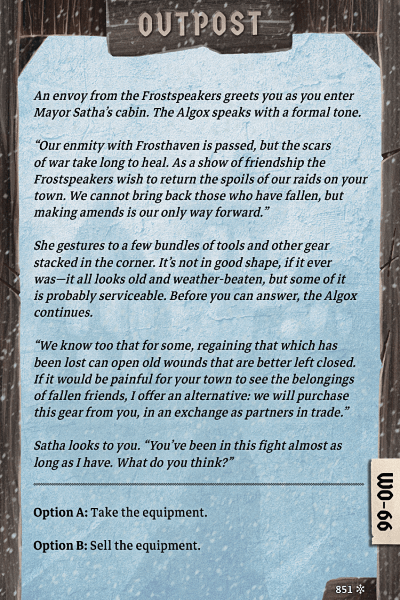 OUTPOST
An envoy from the Frostspeakers greets you as you enter
Mayor Satha's cabin. The Algox speaks with a formal tone.
“Our enmity with Frosthaven is passed, but the scars
of war take long to heal. As a show of friendship the
Frostspeakers wish to return the spoils of our raids on your
town. We cannot bring back those who have fallen, but
making amends is our only way forward.”
She gestures to a few bundles of tools and other gear
stacked in the corner. It's not in good shape, if it ever
was—it all looks old and weather-beaten, but some of it
is probably serviceable. Before you can answer, the Algox
continues.
“We know too that for some, regaining that which has
been lost can open old wounds that are better left closed.
If it would be painful for your town to see the belongings
of fallen friends, I offer an alternative: we will purchase
this gear from you, in an exchange as partners in trade.”
Satha looks to you. “You've been in this fight almost as
long as I have. What do you think?”
Option A: Take the equipment.
Option B: Sell the equipment.
WO-66
851